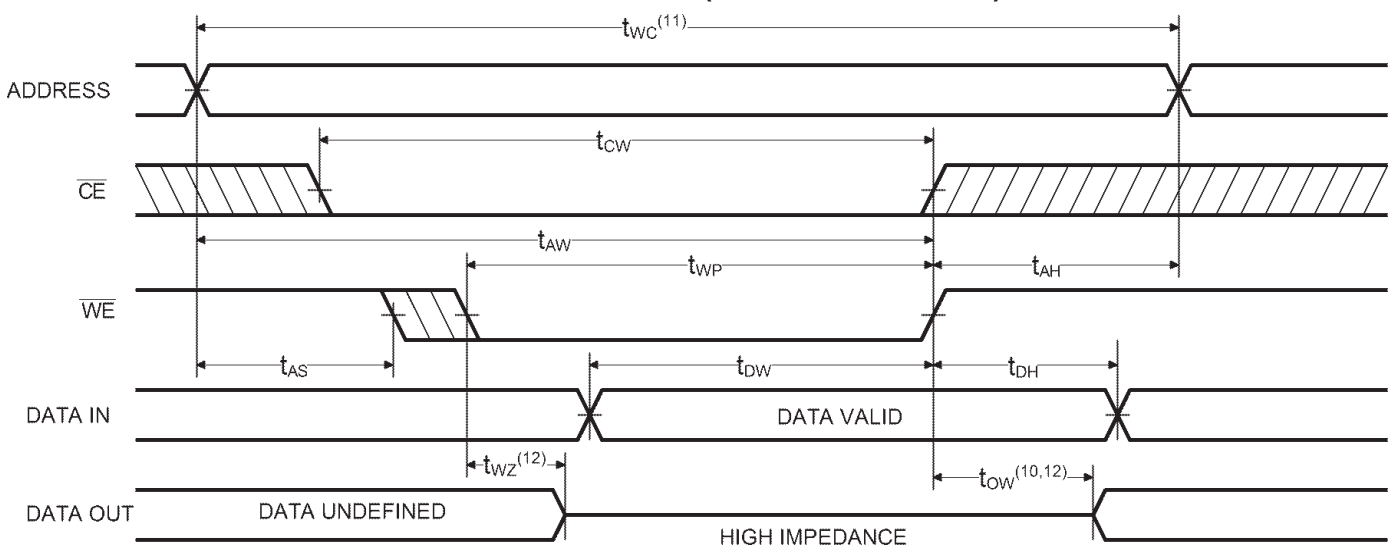 tWC(11)
ADDRESS
tCW
CE
tAW
tWP
tAH
WE
tAS
tDW
tDH
DATA IN
DATA VALID
tWZ(12)
tOW(10,12)
DATA OUT
DATA UNDEFINED
HIGH IMPEDANCE